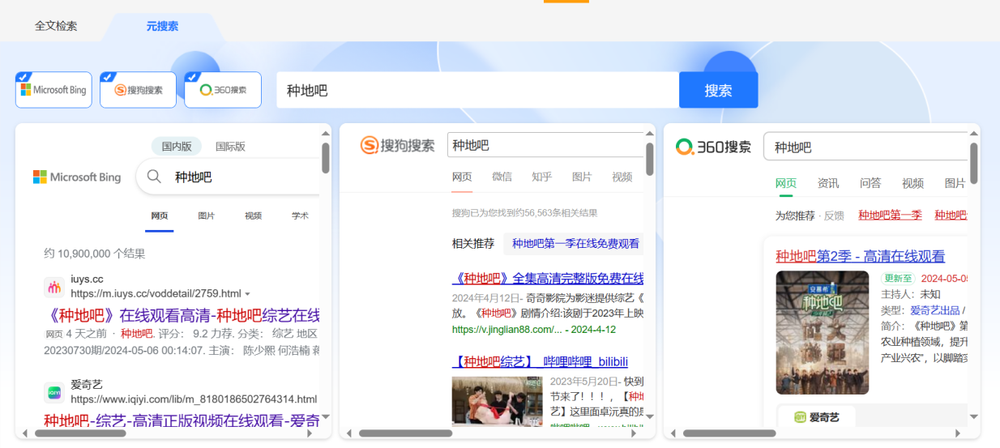 全文检索
元搜索
Microsoft Bing
搜狗搜索
360搜索
种地吧
搜索
国内版 国际版
Microsoft Bing
种地吧
网页 图片 视频 学术
约 10,900,000 个结果
iuys.cc
https://m.iuys.cc/voddetail/2759.html
《种地吧》在线观看高清-种地吧综艺在线
网页 4 天之前 · 种地吧. 评分： 9.2 力荐. 分类： 综艺 地区
20230730期/2024-05-06 00:14:07. 主演： 陈少熙 何浩楠
爱奇艺
https://www.iqiyi.com/lib/m_8180186502764314.html
种地吧-综艺-高清正版视频在线观看-爱奇
搜狗搜索
种地吧
网页 微信 知乎 图片 视频
搜狗已为您找到约56,563条相关结果
相关推荐 种地吧第一季在线免费观看
《种地吧》全集高清完整版免费在线
2024年4月12日- 奇奇影院为影迷提供综艺《
放。《种地吧》剧情介绍:该剧于2023年上映
https://v.jinglian88.com/... - 2024-4-12
【种地吧综艺】_哔哩哔哩_bilibili
2023年5月20日- 快到
节来了！！！，【种地
艺】这里面卓沅真的是
360搜索
种地吧
网页 资讯 问答 视频 图片
为您推荐 · 反馈 种地吧第一季 种地吧
种地吧第2季 - 高清在线观看
更新至 2024-05-05
主持人：未知
类型：爱奇艺出品 /
简介：《种地吧》第
农业种植领域，提升
产业兴农”，以脚踏实
安慕希
种地吧
爱奇艺